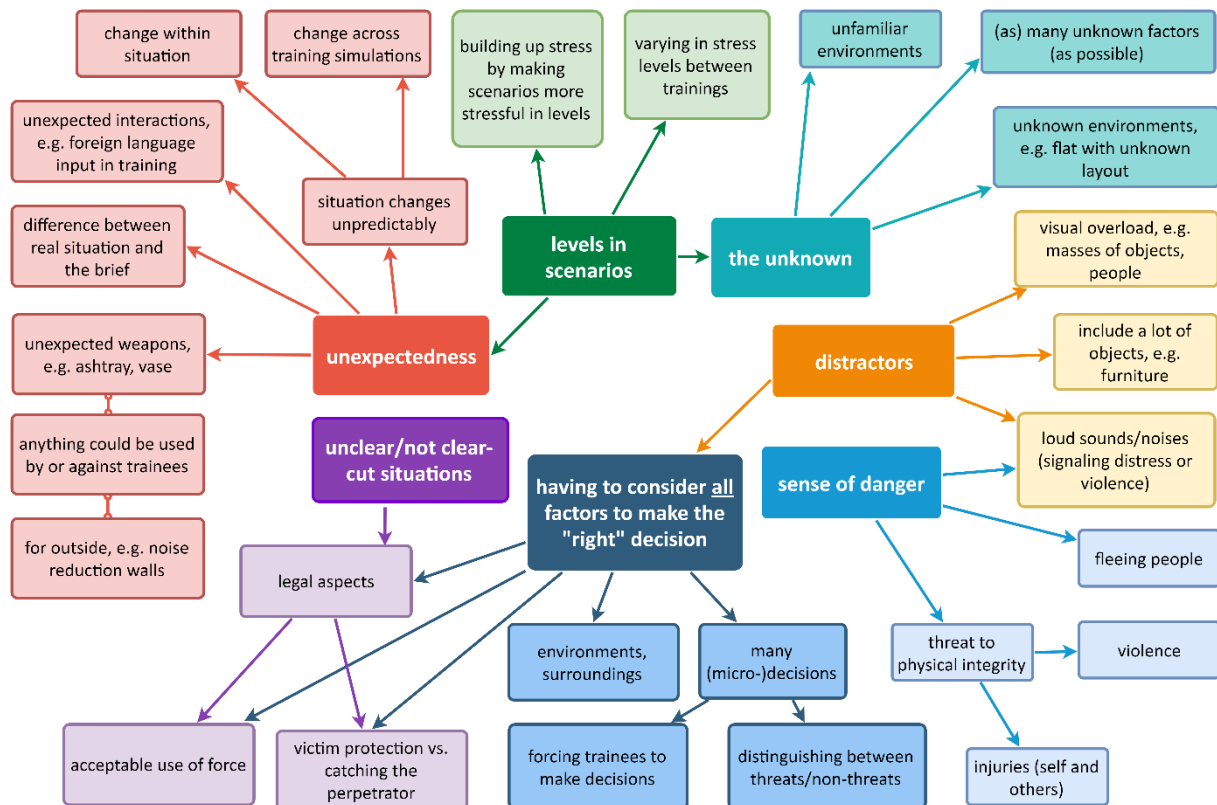 change within
situation
change across
training simulations
building up stress
by making
scenarios more
stressful in levels
varying in stress
levels between
trainings
unfamiliar
environments
(as) many unknown factors
(as possible)
unexpected interactions,
e.g. foreign language
input in training
situation changes
unpredictably
unknown environments,
e.g. flat with unknown
layout
difference between
real situation and
the brief
levels in
scenarios
the unknown
visual overload, e.g.
masses of objects,
people
unexpected weapons,
e.g. ashtray, vase
unexpectedness
distractors
include a lot of
objects, e.g.
furniture
anything could be used
by or against trainees
unclear/not clear-
cut situations
having to consider all
factors to make the
"right" decision
sense of danger
loud sounds/noises
(signaling distress or
violence)
for outside, e.g. noise
reduction walls
legal aspects
fleeing people
environments,
surroundings
many
(micro-)decisions
threat to
physical integrity
violence
acceptable use of force
victim protection vs.
catching the
perpetrator
forcing trainees to
make decisions
distinguishing between
threats/non-threats
injuries (self and
others)